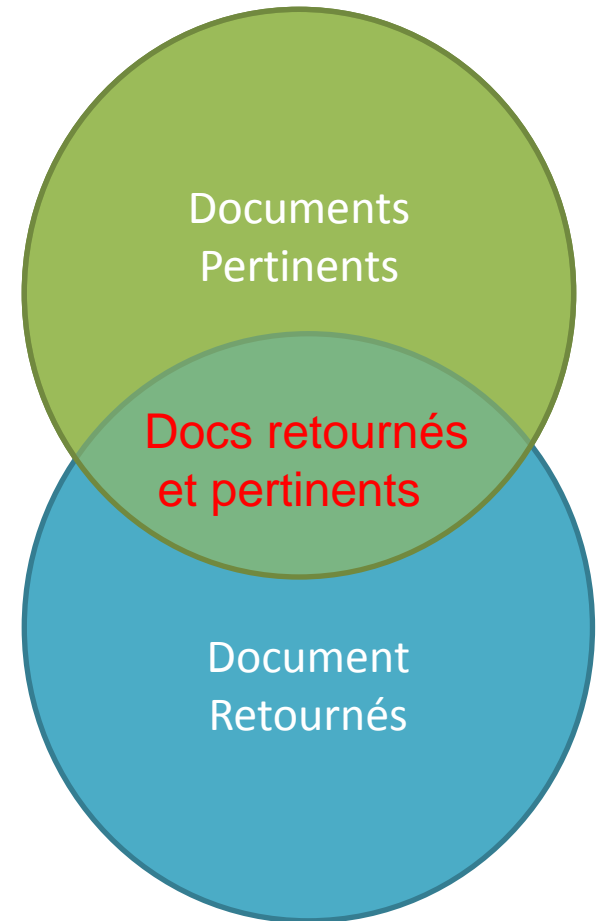 Documents
Pertinents
Docs retournés
et pertinents
Document
Retournés